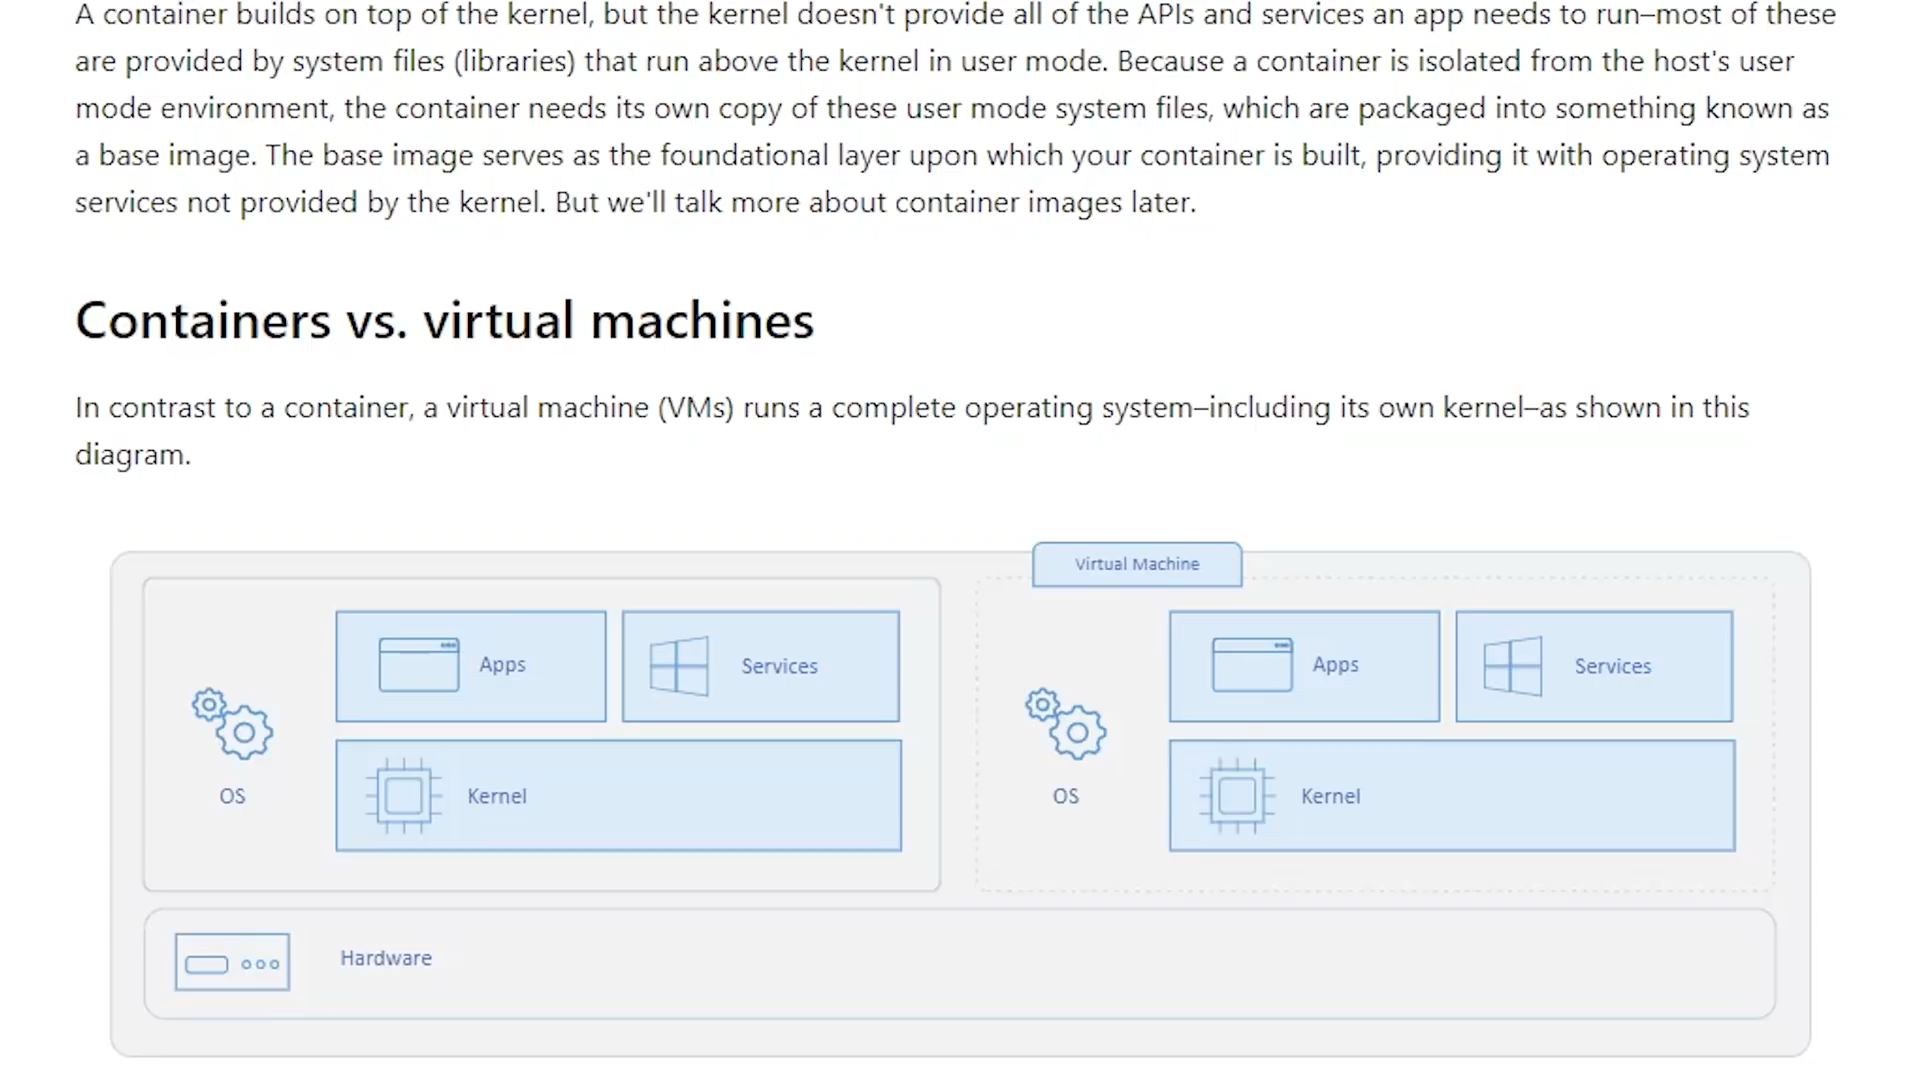 A container builds on top of the kernel, but the kernel doesn't provide all of the APIs and services an app needs to run–most of these
are provided by system files (libraries) that run above the kernel in user mode. Because a container is isolated from the host's user
mode environment, the container needs its own copy of these user mode system files, which are packaged into something known as
a base image. The base image serves as the foundational layer upon which your container is built, providing it with operating system
services not provided by the kernel. But we'll talk more about container images later.
Containers vs. virtual machines
In contrast to a container, a virtual machine (VMs) runs a complete operating system–including its own kernel–as shown in this
diagram.
Virtual Machine
Apps
Services
OS
Kernel
Apps
Services
OS
Kernel
Hardware